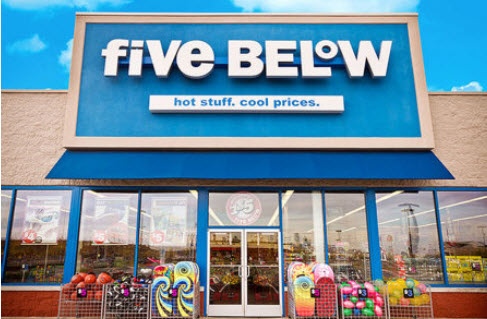 five BELOW
hot stuff. cool prices.